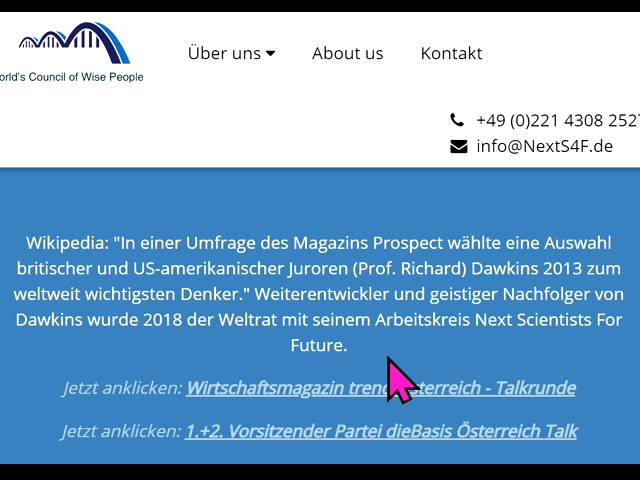 Über uns About us Kontakt
orld's Council of Wise People
+49 (0)221 4308 252
info@NextS4F.de
Wikipedia: "In einer Umfrage des Magazins Prospect wählte eine Auswahl
britischer und US-amerikanischer Juroren (Prof. Richard) Dawkins 2013 zum
weltweit wichtigsten Denker." Weiterentwickler und geistiger Nachfolger von
Dawkins wurde 2018 der Weltrat mit seinem Arbeitskreis Next Scientists For
Future.
Jetzt anklicken: Wirtschaftsmagazin - Talkrunde
Jetzt anklicken: 1.+2. Vorsitzender Partei dieBasis Österreich Talk